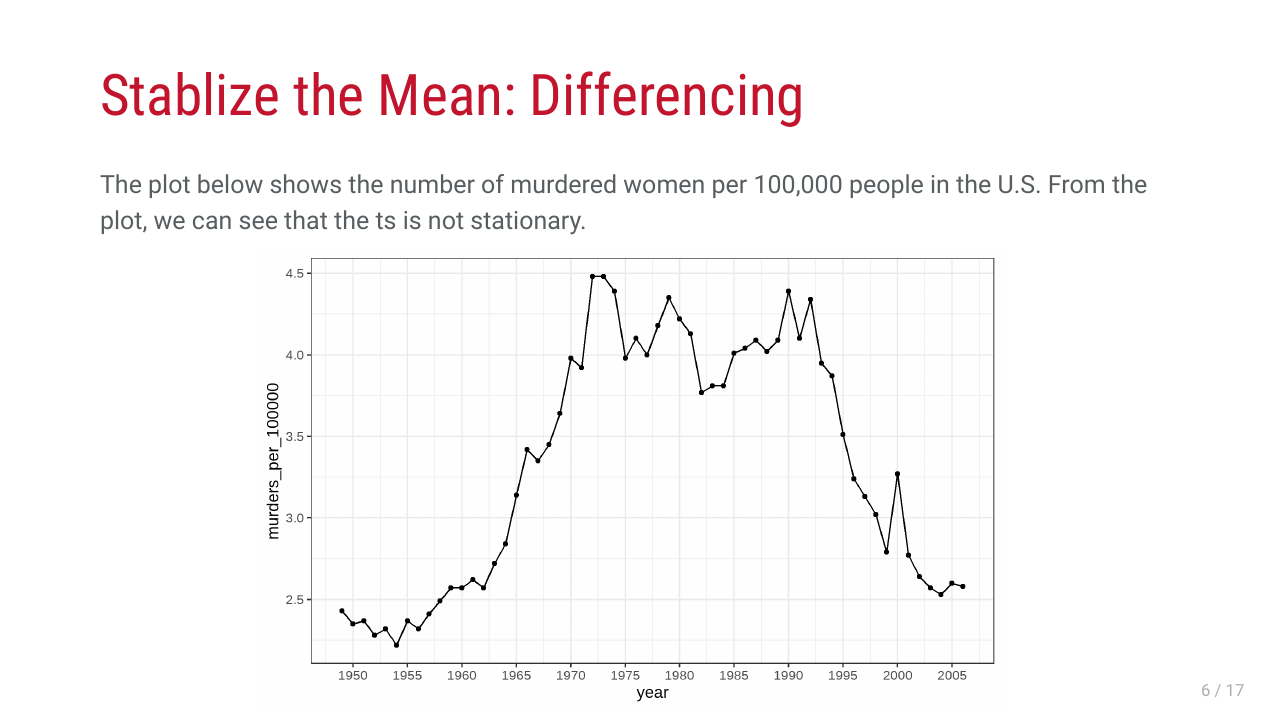 Stablize the Mean: Differencing
The plot below shows the number of murdered women per 100,000 people in the U.S. From the
plot, we can see that the ts is not stationary.
murders_per_100000
4.5
4.0
3.5
3.0
2.5
1950 1955 1960 1965 1970 1975 1980 1985 1990 1995 2000 2005
year
6 / 17